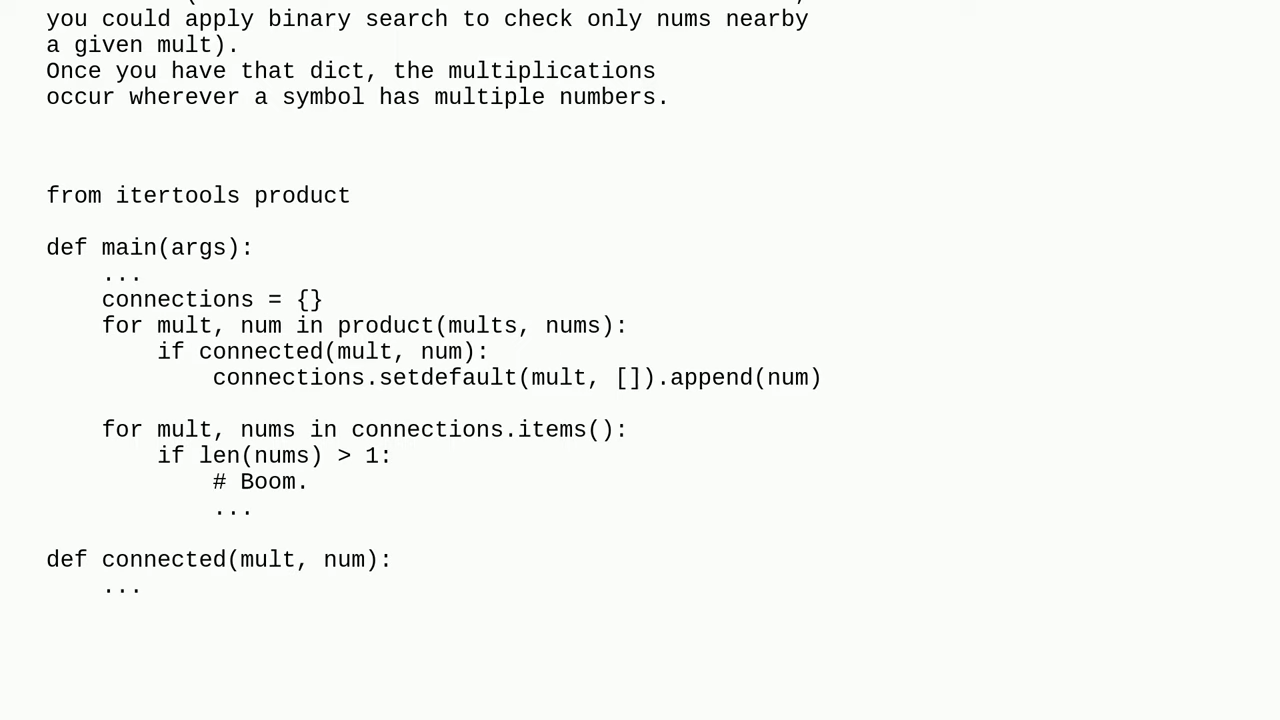 you could apply binary search to check only nums nearby
a given mult).
Once you have that dict, the multiplications
occur wherever a symbol has multiple numbers.
from itertools product
def main(args):
    ...
    connections = {}
    for mult, num in product(mults, nums):
        if connected(mult, num):
            connections.setdefault(mult, []).append(num)
    for mult, nums in connections.items():
        if len(nums) > 1:
            # Boom.
            ...
def connected(mult, num):
    ...